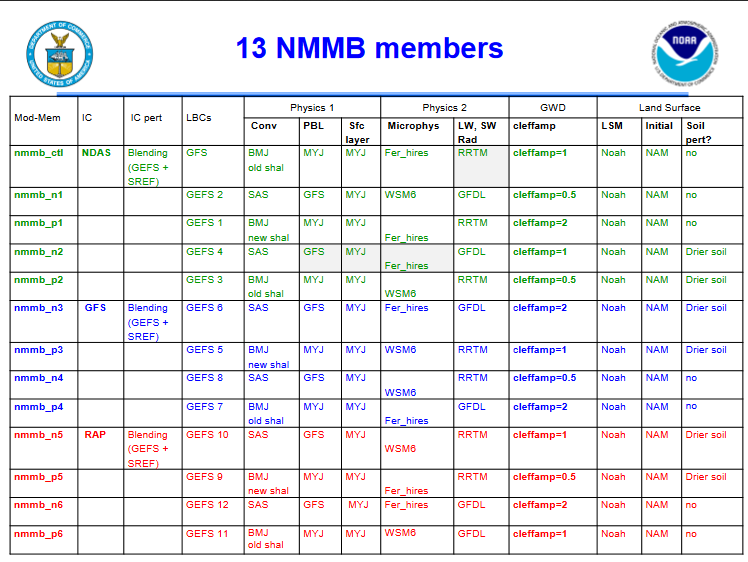 13 NMMB members
DEPARTMENT OF COMMERCE
UNITED STATES OF AMERICA
NATIONAL OCEANIC AND ATMOSPHERIC ADMINISTRATION
NOAA
U.S. DEPARTMENT OF COMMERCE
Mod-Mem IC IC pert LBCs Physics 1 Physics 2 GWD Land Surface
Conv PBL Sfc layer Microphys LW, SW Rad cleffamp LSM Initial Soil pert?
nmmb_ctl NDAS Blending (GEFS + SREF) GFS BMJ old shal MYJ MYJ Fer_hires RRTM cleffamp=1 Noah NAM no
nmmb_n1 GEFS 2 SAS GFS MYJ WSM6 GFDL cleffamp=0.5 Noah NAM no
nmmb_p1 GEFS 1 BMJ new shal MYJ MYJ Fer_hires RRTM cleffamp=2 Noah NAM no
nmmb_n2 GEFS 4 SAS GFS MYJ Fer_hires GFDL cleffamp=1 Noah NAM Drier soil
nmmb_p2 GEFS 3 BMJ old shal MYJ MYJ WSM6 RRTM cleffamp=0.5 Noah NAM Drier soil
nmmb_n3 GFS Blending (GEFS + SREF) GEFS 6 SAS GFS MYJ Fer_hires GFDL cleffamp=2 Noah NAM Drier soil
nmmb_p3 GEFS 5 BMJ new shal MYJ MYJ WSM6 RRTM cleffamp=1 Noah NAM Drier soil
nmmb_n4 GEFS 8 SAS GFS MYJ WSM6 RRTM cleffamp=0.5 Noah NAM no
nmmb_p4 GEFS 7 BMJ old shal MYJ MYJ Fer_hires GFDL cleffamp=2 Noah NAM no
nmmb_n5 RAP Blending (GEFS + SREF) GEFS 10 SAS GFS MYJ WSM6 RRTM cleffamp=1 Noah NAM Drier soil
nmmb_p5 GEFS 9 BMJ new shal MYJ MYJ Fer_hires RRTM cleffamp=0.5 Noah NAM Drier soil
nmmb_n6 GEFS 12 SAS GFS MYJ Fer_hires GFDL cleffamp=2 Noah NAM no
nmmb_p6 GEFS 11 BMJ old shal MYJ MYJ WSM6 GFDL cleffamp=1 Noah NAM no